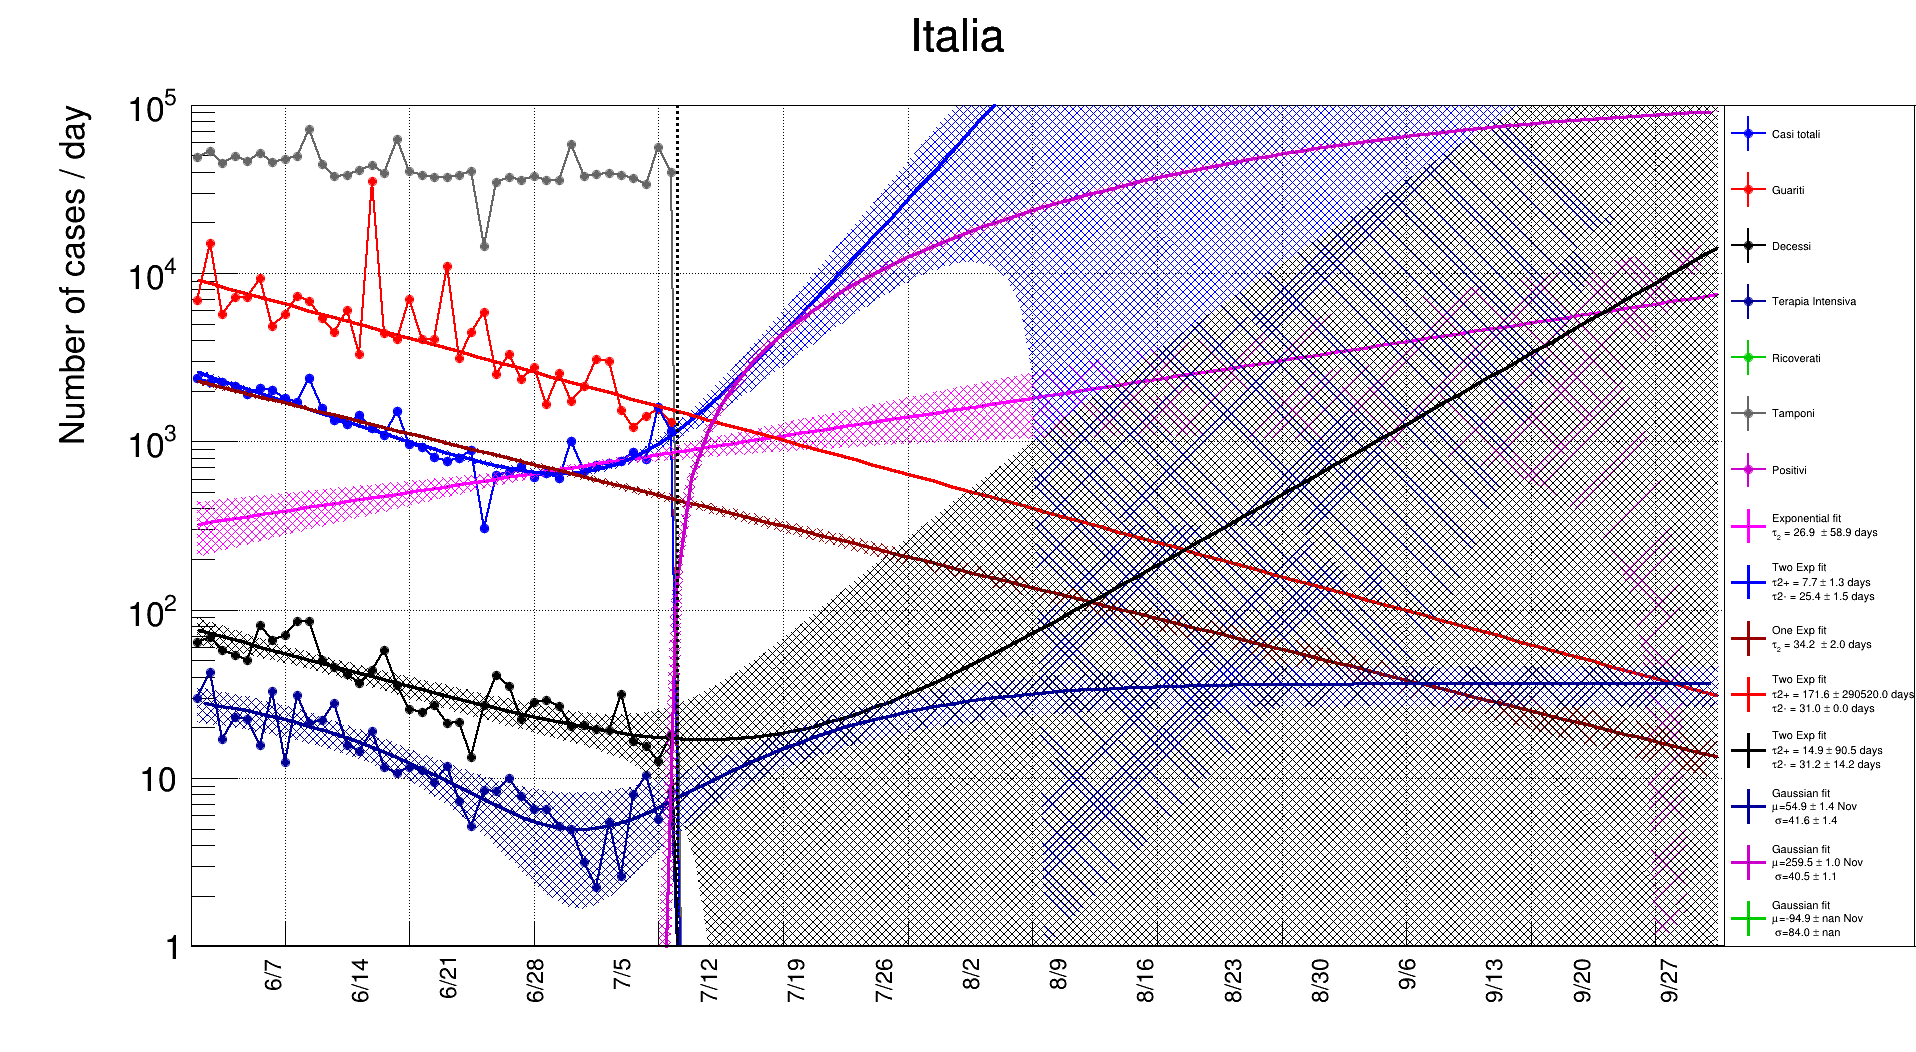 Italia
Number of cases / day
10^5
10^4
10^3
10^2
10
1
6/7
6/14
6/21
6/28
7/5
7/12
7/19
7/26
8/2
8/9
8/16
8/23
8/30
9/6
9/13
9/20
9/27
Casi totali
Guariti
Decessi
Terapia Intensiva
Ricoverati
Tamponi
Positivi
Exponential fit
τ_2 = 26.9 ± 58.9 days
Two Exp fit
τ2+ = 7.7 ± 1.3 days
τ2- = 25.4 ± 1.5 days
One Exp fit
τ_2 = 34.2 ± 2.0 days
Two Exp fit
τ2+ = 171.6 ± 290520.0 days
τ2- = 31.0 ± 0.0 days
Two Exp fit
τ2+ = 14.9 ± 90.5 days
τ2- = 31.2 ± 14.2 days
Gaussian fit
μ=54.9 ± 1.4 Nov
σ=41.6 ± 1.4
Gaussian fit
μ=259.5 ± 1.0 Nov
σ=40.5 ± 1.1
Gaussian fit
μ=-94.9 ± nan Nov
σ=84.0 ± nan